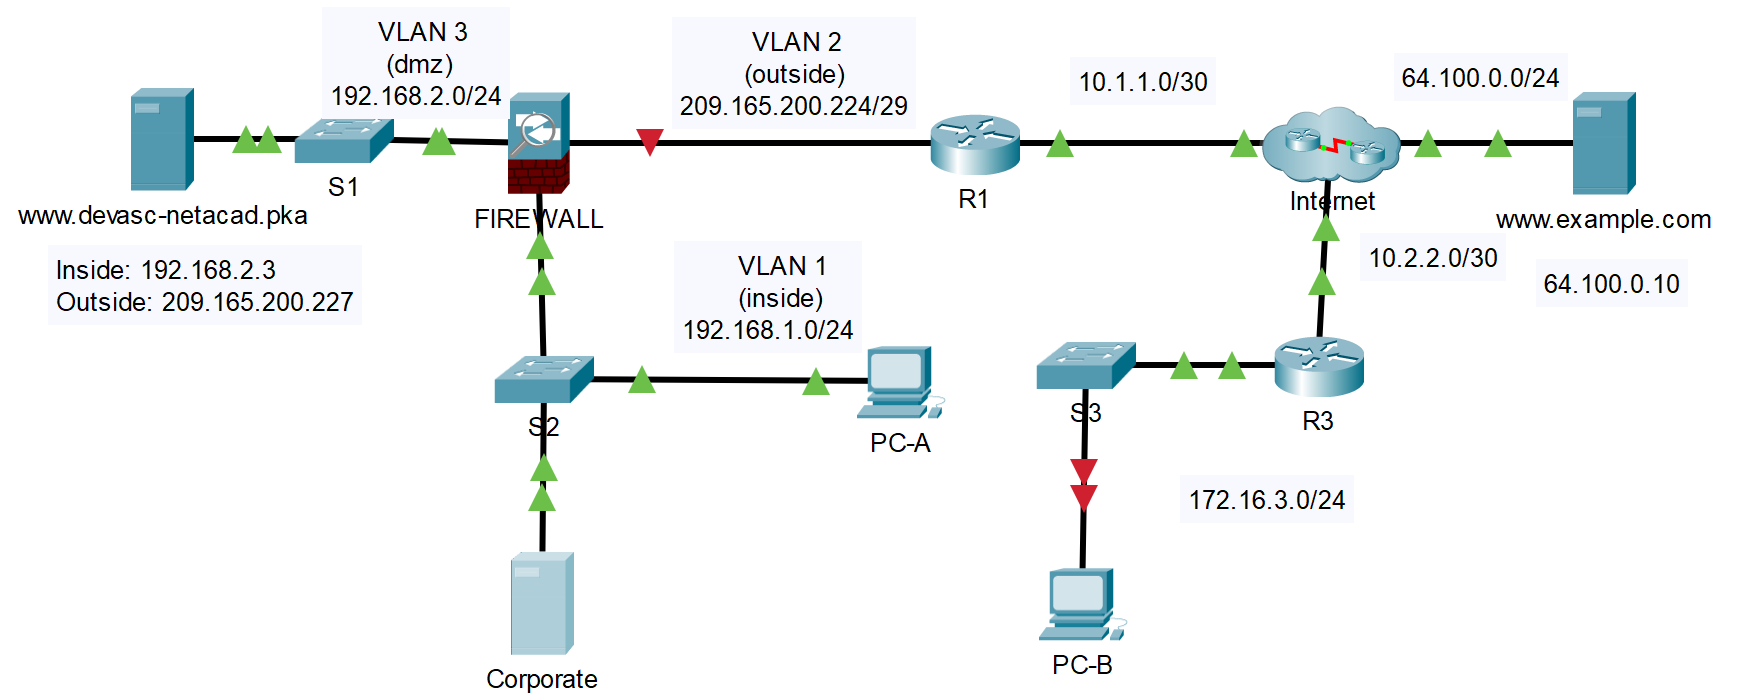 VLAN 3
(dmz)
192.168.2.0/24
VLAN 2
(outside)
209.165.200.224/29
10.1.1.0/30
64.100.0.0/24
S1
www.devasc-netacad.pka
FIREWALL
R1
Internet
www.example.com
Inside: 192.168.2.3
Outside: 209.165.200.227
VLAN 1
(inside)
192.168.1.0/24
10.2.2.0/30
64.100.0.10
S2
PC-A
S3
R3
172.16.3.0/24
Corporate
PC-B